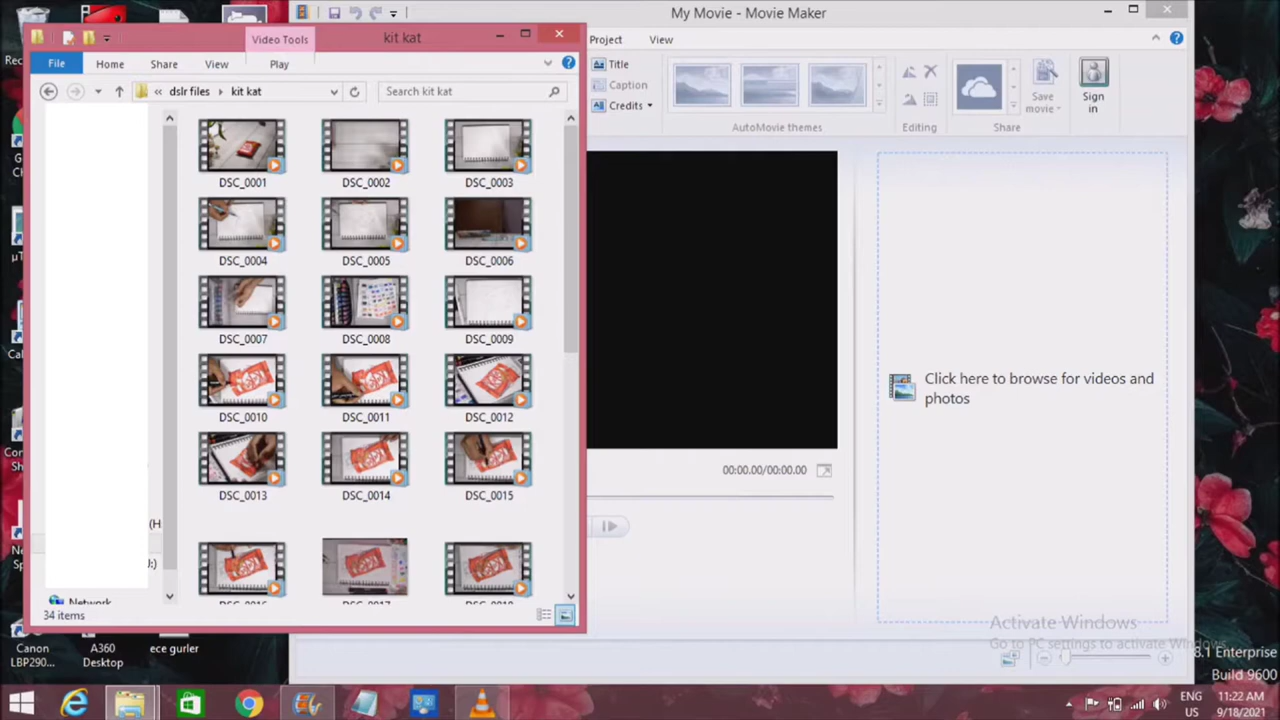 My Movie - Movie Maker
Project
View
Title
Caption
Credits
AutoMovie themes
Editing
Save movie
Share
Sign in
Video Tools
kit kat
File
Home
Share
View
Play
dslr files
kit kat
Search kit kat
DSC_0001
DSC_0002
DSC_0003
DSC_0004
DSC_0005
DSC_0006
DSC_0007
DSC_0008
DSC_0009
DSC_0010
DSC_0011
DSC_0012
DSC_0013
DSC_0014
DSC_0015
DSC_0016
DSC_0017
DSC_0018
(H
J:)
Network
34 items
00:00.00/00:00.00
Click here to browse for videos and
photos
Activate Windows
Go to PC settings to activate Windows.
8.1 Enterprise
Build 9600
Canon
LBP290...
A360
Desktop
ece gurler
ENG
US
11:22 AM
9/18/2021